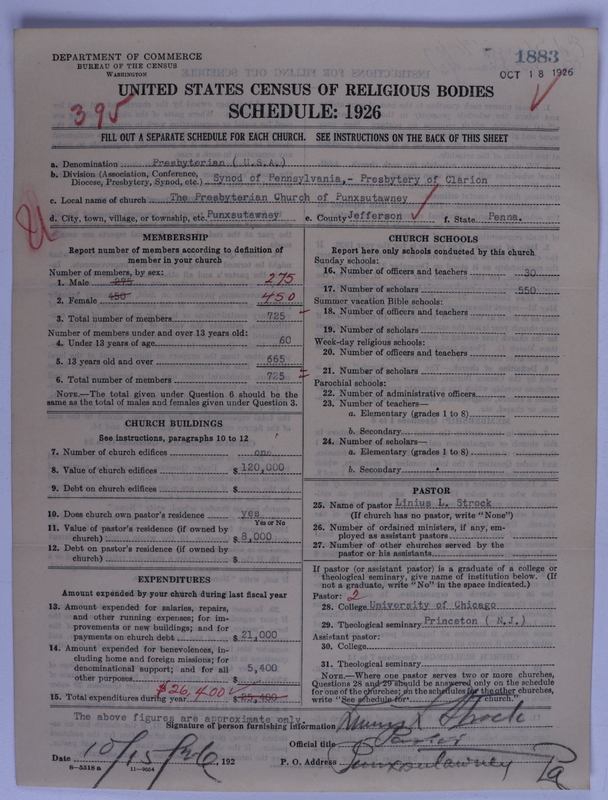 DEPARTMENT OF COMMERCE
BUREAU OF THE CENSUS
WASHINGTON
1883
OCT 18 1926
UNITED STATES CENSUS OF RELIGIOUS BODIES
SCHEDULE: 1926
395
FILL OUT A SEPARATE SCHEDULE FOR EACH CHURCH. SEE INSTRUCTIONS ON THE BACK OF THIS SHEET
a. Denomination Presbyterian ( U.S.A.)
b. Division (Association, Conference, Diocese, Presbytery, Synod, etc.) Synod of Pennsylvania,- Presbytery of Clarion
c. Local name of church The Presbyterian Church of Punxsutawney
d. City, town, village, or township, etc. Punxsutawney e. County Jefferson f. State Penna.
MEMBERSHIP
Report number of members according to definition of
member in your church
Number of members, by sex:
1. Male 275 275
2. Female 450 450
3. Total number of members 725
Number of members under and over 13 years old:
4. Under 13 years of age 60
5. 13 years old and over 665
6. Total number of members 725
NOTE.—The total given under Question 6 should be the
same as the total of males and females given under Question 3.
CHURCH BUILDINGS
See instructions, paragraphs 10 to 12
7. Number of church edifices one
8. Value of church edifices $ 120,000
9. Debt on church edifices $
10. Does church own pastor's residence yes
Yes or No
11. Value of pastor's residence (if owned by
church) $ 8,000
12. Debt on pastor's residence (if owned by
church) $
EXPENDITURES
Amount expended by your church during last fiscal year
13. Amount expended for salaries, repairs,
and other running expenses; for im-
provements or new buildings; and for
payments on church debt $ 21,000
14. Amount expended for benevolences, in-
cluding home and foreign missions; for
denominational support; and for all
other purposes $ 5,400
$26,400
15. Total expenditures during year $
CHURCH SCHOOLS
Report here only schools conducted by this church
Sunday schools:
16. Number of officers and teachers 30
17. Number of scholars 550
Summer vacation Bible schools:
18. Number of officers and teachers
19. Number of scholars
Week-day religious schools:
20. Number of officers and teachers
21. Number of scholars
Parochial schools:
22. Number of administrative officers
23. Number of teachers—
a. Elementary (grades 1 to 8)
b. Secondary
24. Number of scholars—
a. Elementary (grades 1 to 8)
b. Secondary
PASTOR
25. Name of pastor Linius L. Strock
(If church has no pastor, write "None")
26. Number of ordained ministers, if any, em-
ployed as assistant pastors
27. Number of other churches served by the
pastor or his assistants
If pastor (or assistant pastor) is a graduate of a college or
theological seminary, give name of institution below. (If
not a graduate, write "No" in the space indicated.)
Pastor: 2
28. College University of Chicago
29. Theological seminary Princeton ( N.J.)
Assistant pastor:
30. College
31. Theological seminary
NOTE.—Where one pastor serves two or more churches,
Questions 28 and 29 should be answered only on the schedule
for one of the churches; on the schedules for the other churches,
write "See schedule for church."
The above figures are approximate only.
Signature of person furnishing information Linius L Strock
Official title Pastor
Date 10/15/26, 192 P. O. Address Punxsutawney Pa
8-5518 a 11-9054